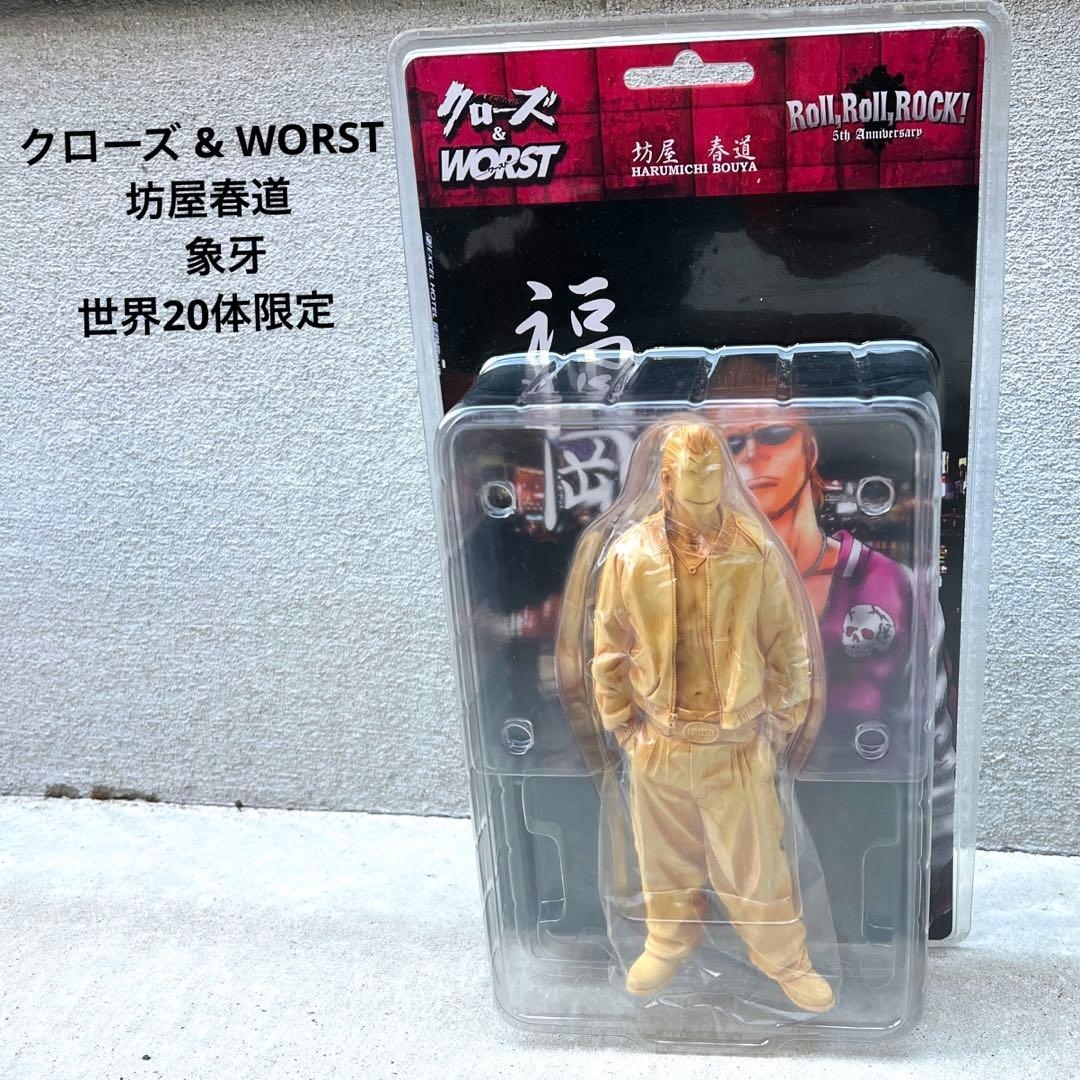 クローズ & WORST
坊屋春道
象牙
世界20体限定
クローズ
&
WORST
坊屋 春道
HARUMICHI BOUYA
Roll,Roll,ROCK!
5th Anniversary
福岡